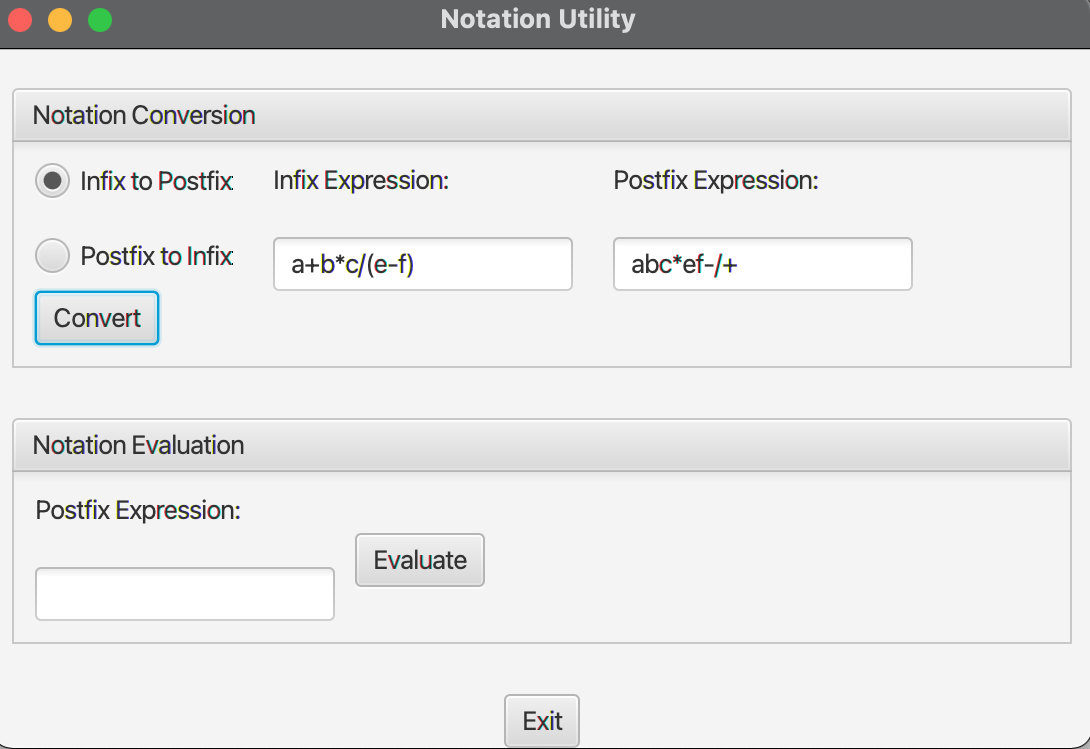 Notation Utility
Notation Conversion
Infix to Postfix
Infix Expression:
Postfix Expression:
Postfix to Infix
a+b*c/(e-f)
abc*ef-/+
Convert
Notation Evaluation
Postfix Expression:
Evaluate
Exit